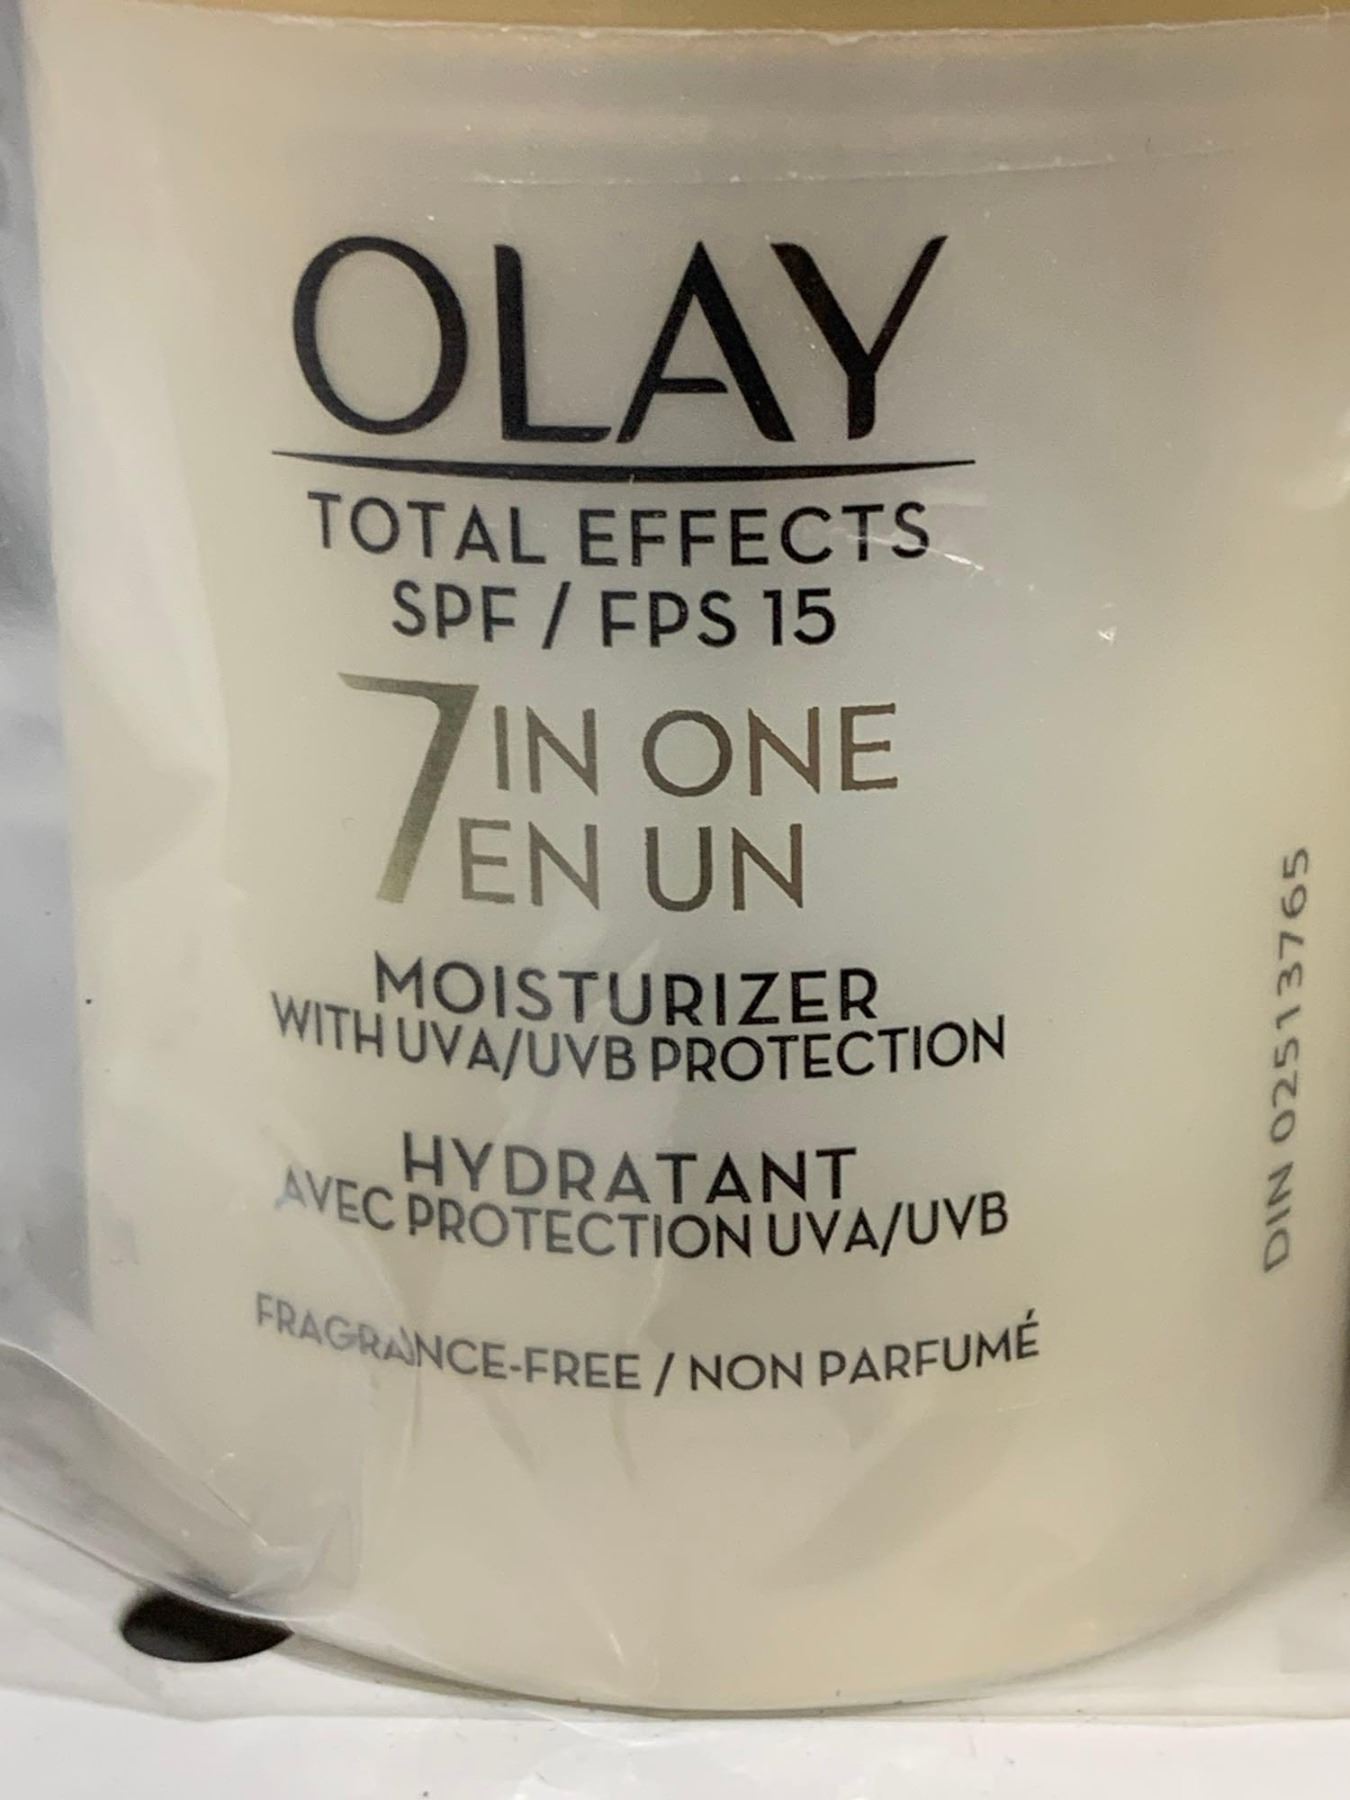 OLAY
TOTAL EFFECTS
SPF / FPS 15
7 IN ONE
EN UN
MOISTURIZER
WITH UVA/UVB PROTECTION
HYDRATANT
AVEC PROTECTION UVA/UVB
FRAGRANCE-FREE / NON PARFUMÉ
DIN 02513765